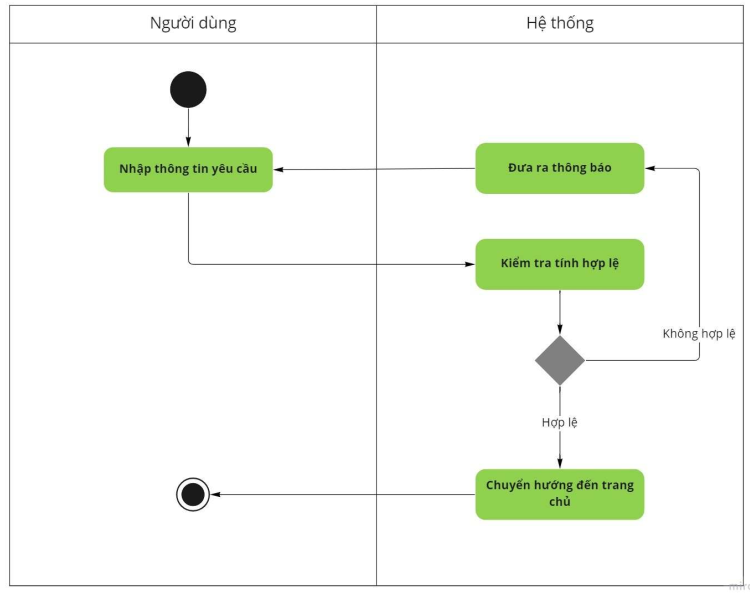 Người dùng
Hệ thống
Nhập thông tin yêu cầu
Đưa ra thông báo
Kiểm tra tính hợp lệ
Không hợp lệ
Hợp lệ
Chuyển hướng đến trang
chủ